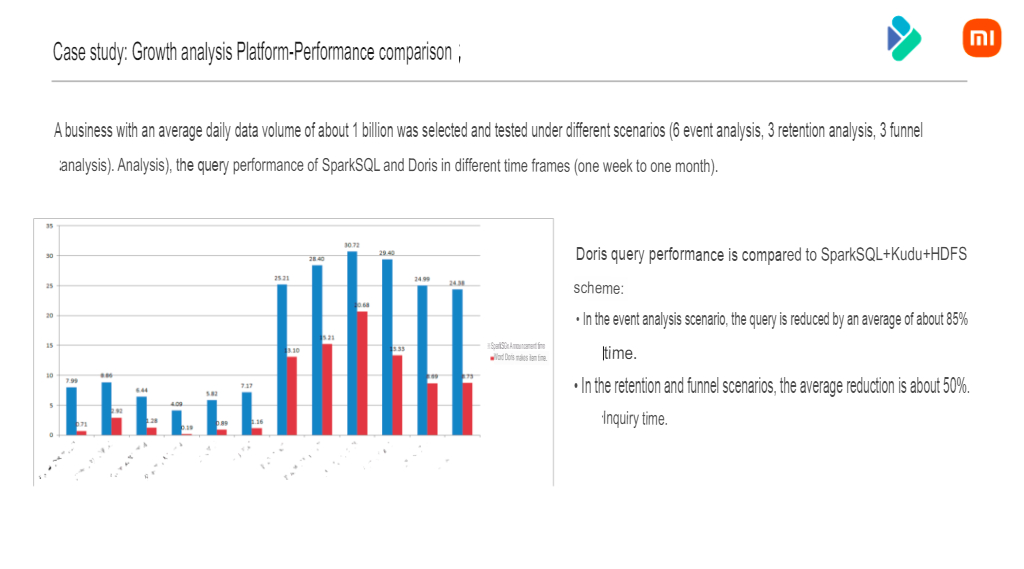 Case study: Growth analysis Platform-Performance comparison ;
mi
A business with an average daily data volume of about 1 billion was selected and tested under different scenarios (6 event analysis, 3 retention analysis, 3 funnel
:analysis). Analysis), the query performance of SparkSQL and Doris in different time frames (one week to one month).
35
30
25
20
15
10
5
0
7.99
0.71
8.86
2.92
6.44
1.28
4.09
0.19
5.82
0.89
7.17
1.16
25.21
13.10
28.40
15.21
30.72
20.68
29.40
13.33
24.99
8.69
24.38
8.73
makes item time.
Doris query performance is compared to SparkSQL+Kudu+HDFS
scheme:
• In the event analysis scenario, the query is reduced by an average of about 85%
time.
• In the retention and funnel scenarios, the average reduction is about 50%.
Inquiry time.